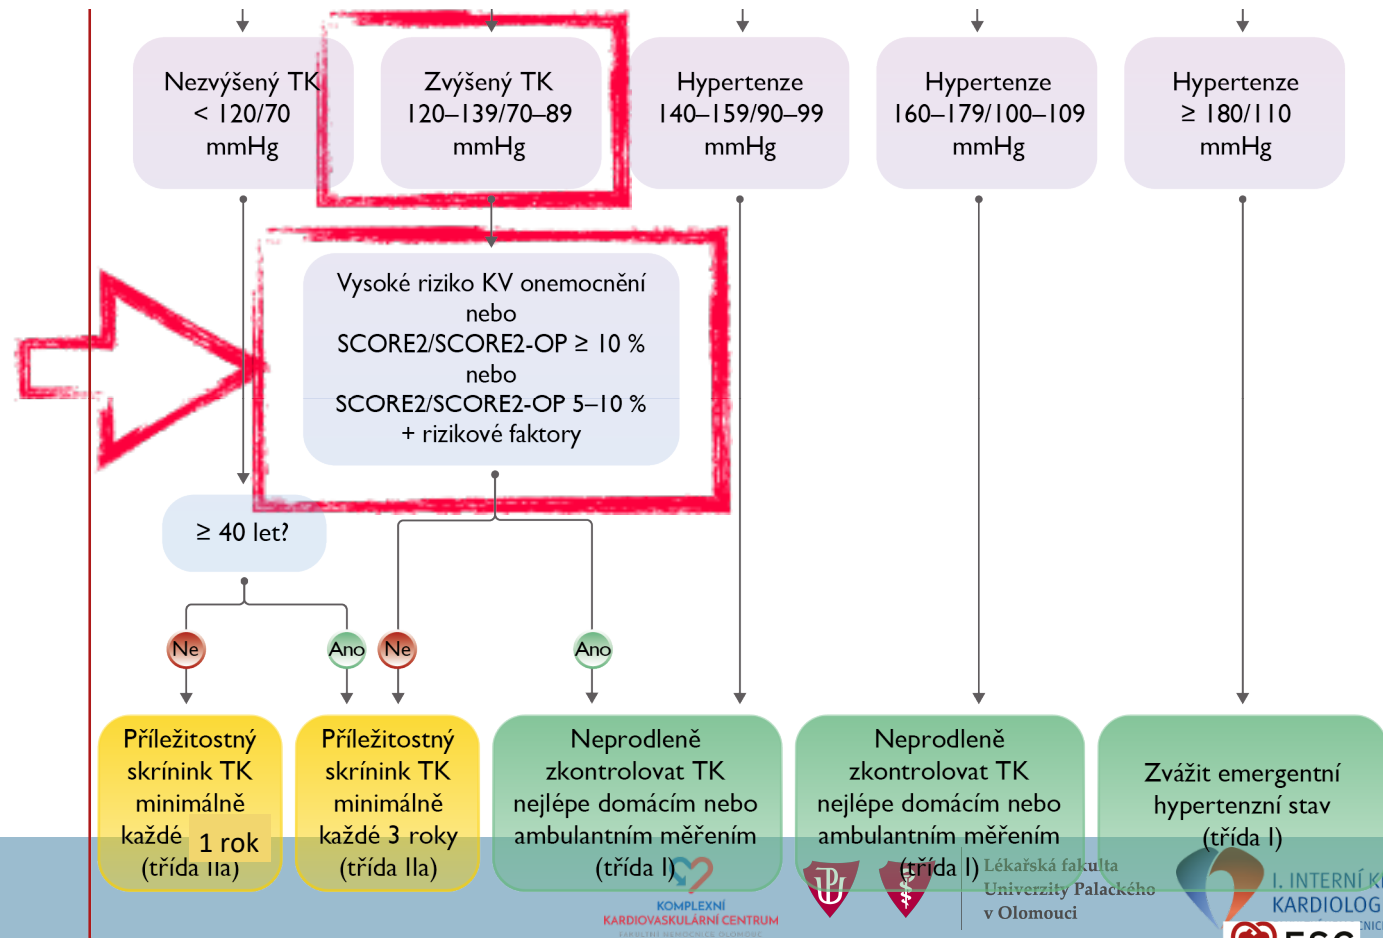 Nezvýšený TK
< 120/70
mmHg
Zvýšený TK
120–139/70–89
mmHg
Hypertenze
140–159/90–99
mmHg
Hypertenze
160–179/100–109
mmHg
Hypertenze
≥ 180/110
mmHg
Vysoké riziko KV onemocnění
nebo
SCORE2/SCORE2-OP ≥ 10 %
nebo
SCORE2/SCORE2-OP 5–10 %
+ rizikové faktory
≥ 40 let?
Ne
Ano
Ne
Ano
Příležitostný
skrínink TK
minimálně
každé 1 rok
(třída IIa)
Příležitostný
skrínink TK
minimálně
každé 3 roky
(třída IIa)
Neprodleně
zkontrolovat TK
nejlépe domácím nebo
ambulantním měřením
(třída I)
Neprodleně
zkontrolovat TK
nejlépe domácím nebo
ambulantním měřením
(třída I)
Zvážit emergentní
hypertenzní stav
(třída I)
KOMPLEXNÍ
KARDIOVASKULÁRNÍ CENTRUM
FAKULTNÍ NEMOCNICE OLOMOUC
Lékařská fakulta
Univerzity Palackého
v Olomouci
I. INTERNÍ K
KARDIOLOG
ESC